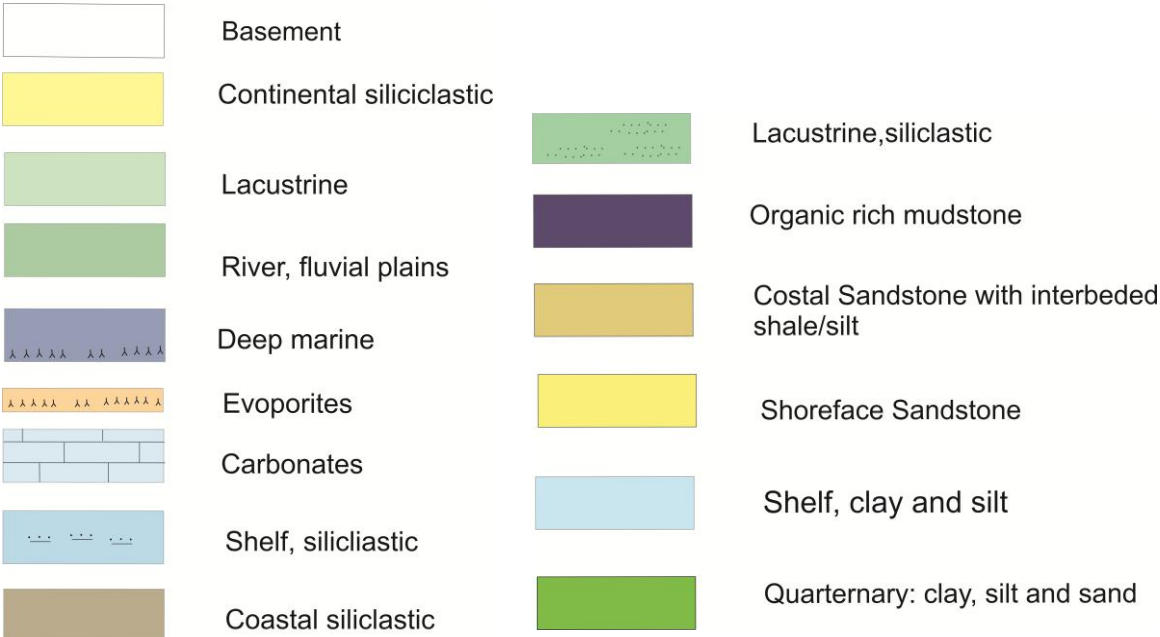 Basement
Continental siliciclastic
Lacustrine
River, fluvial plains
Deep marine
Evoporites
Carbonates
Shelf, silicliastic
Coastal siliclastic
Lacustrine,siliclastic
Organic rich mudstone
Costal Sandstone with interbeded
shale/silt
Shoreface Sandstone
Shelf, clay and silt
Quarternary: clay, silt and sand